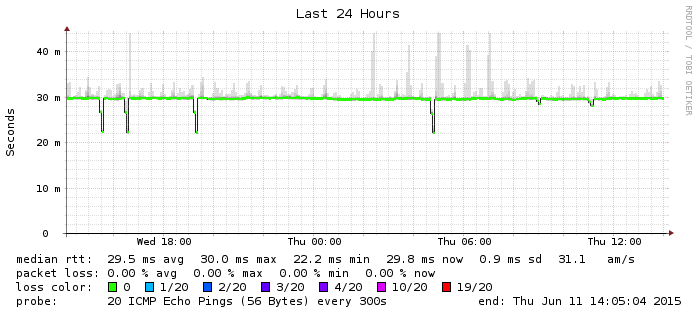 Last 24 Hours
RRDTOOL / TOBI OETIKER
Seconds
40 m
30 m
20 m
10 m
0
Wed 18:00 Thu 00:00 Thu 06:00 Thu 12:00
median rtt: 29.5 ms avg 30.0 ms max 22.2 ms min 29.8 ms now 0.9 ms sd 31.1 am/s
packet loss: 0.00 % avg 0.00 % max 0.00 % min 0.00 % now
loss color: 0 1/20 2/20 3/20 4/20 10/20 19/20
probe: 20 ICMP Echo Pings (56 Bytes) every 300s end: Thu Jun 11 14:05:04 2015